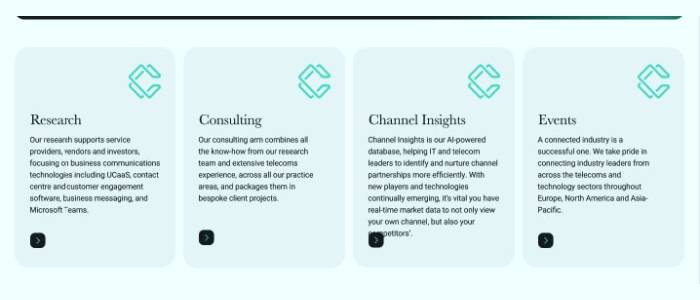 Research
Our research supports service
providers, vendors and investors,
focusing on business communications
technologies including UCaaS, contact
centre and customer engagement
software, business messaging, and
Microsoft Teams.
Consulting
Our consulting arm combines all
the know-how from our research
team and extensive telecoms
experience, across all our practice
areas, and packages them in
bespoke client projects.
Channel Insights
Channel Insights is our AI-powered
database, helping IT and telecom
leaders to identify and nurture channel
partnerships more efficiently. With
new players and technologies
continually emerging, it's vital you have
real-time market data to not only view
your own channel, but also your
competitors'.
Events
A connected industry is a
successful one. We take pride in
connecting industry leaders from
across the telecoms and
technology sectors throughout
Europe, North America and Asia-
Pacific.